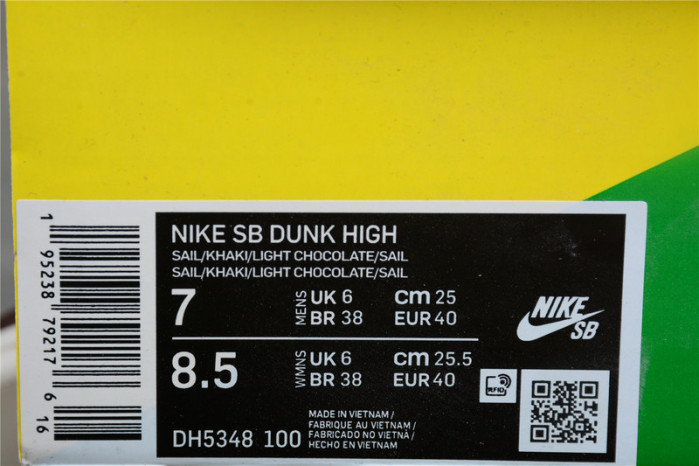 NIKE SB DUNK HIGH
SAIL/KHAKI/LIGHT CHOCOLATE/SAIL
SAIL/KHAKI/LIGHT CHOCOLATE/SAIL
7 MENS UK 6 cm 25
BR 38 EUR 40
8.5 WMNS UK 6 cm 25.5
BR 38 EUR 40
NIKE
SB
RFID
DH5348 100
MADE IN VIETNAM /
FABRIQUE AU VIETNAM /
FABRICADO NO VIETNÃ /
HECHO EN VIETNAM
1 95238 79217 6 16